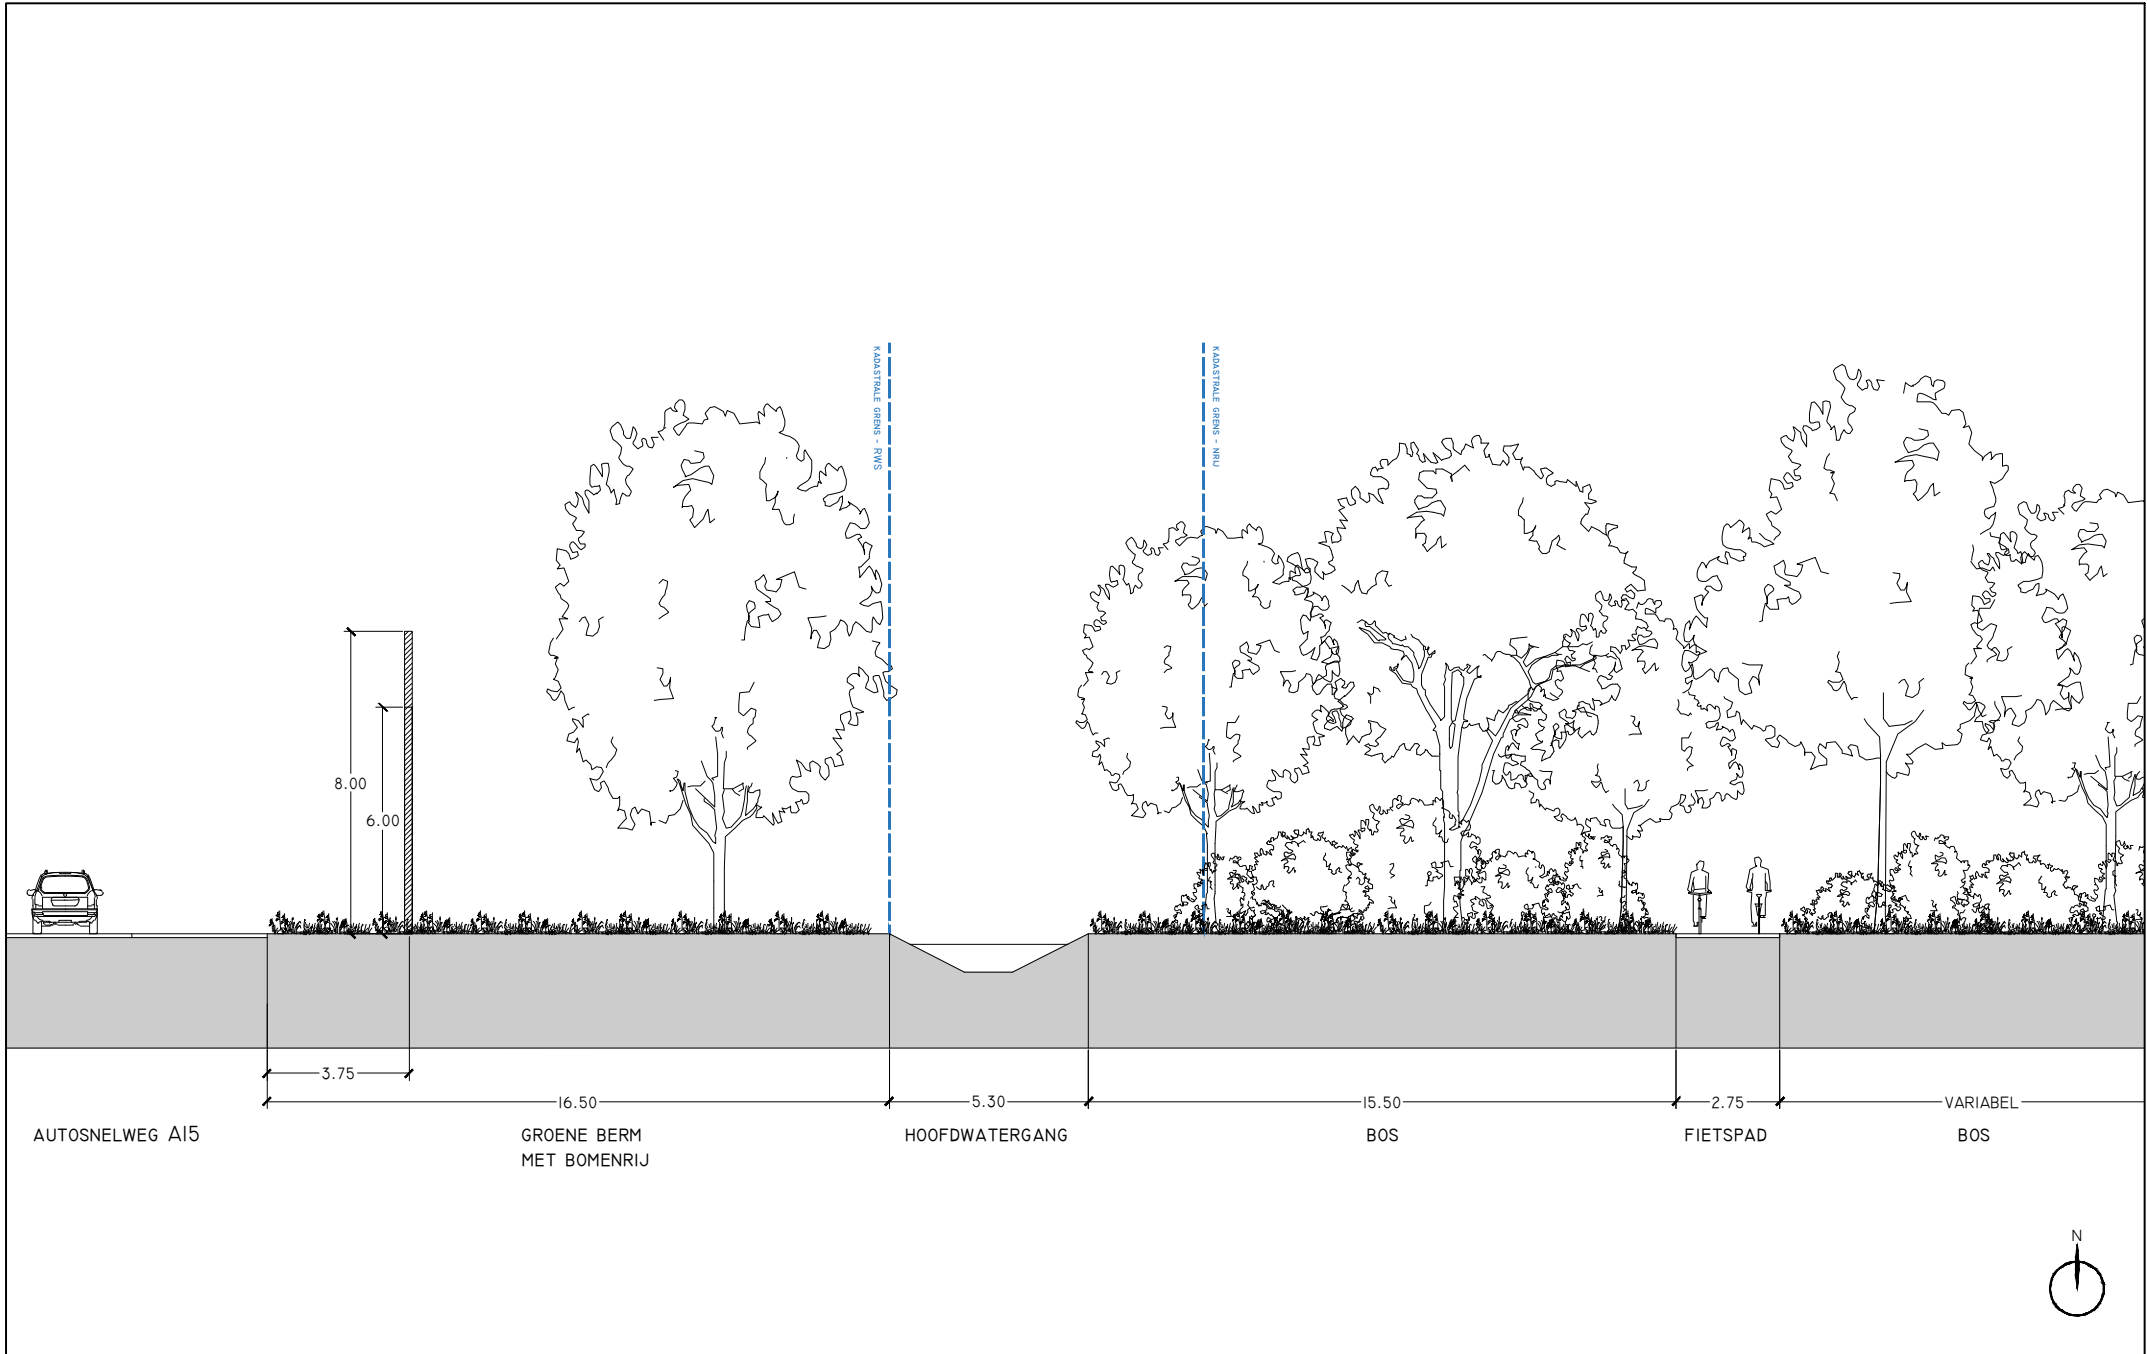 KADASTRALE GRENS - RWS
KADASTRALE GRENS - NRIJ
8.00
6.00
3.75
16.50
5.30
15.50
2.75
VARIABEL
AUTOSNELWEG A15
GROENE BERM
MET BOMENRIJ
HOOFDWATERGANG
BOS
FIETSPAD
BOS
N